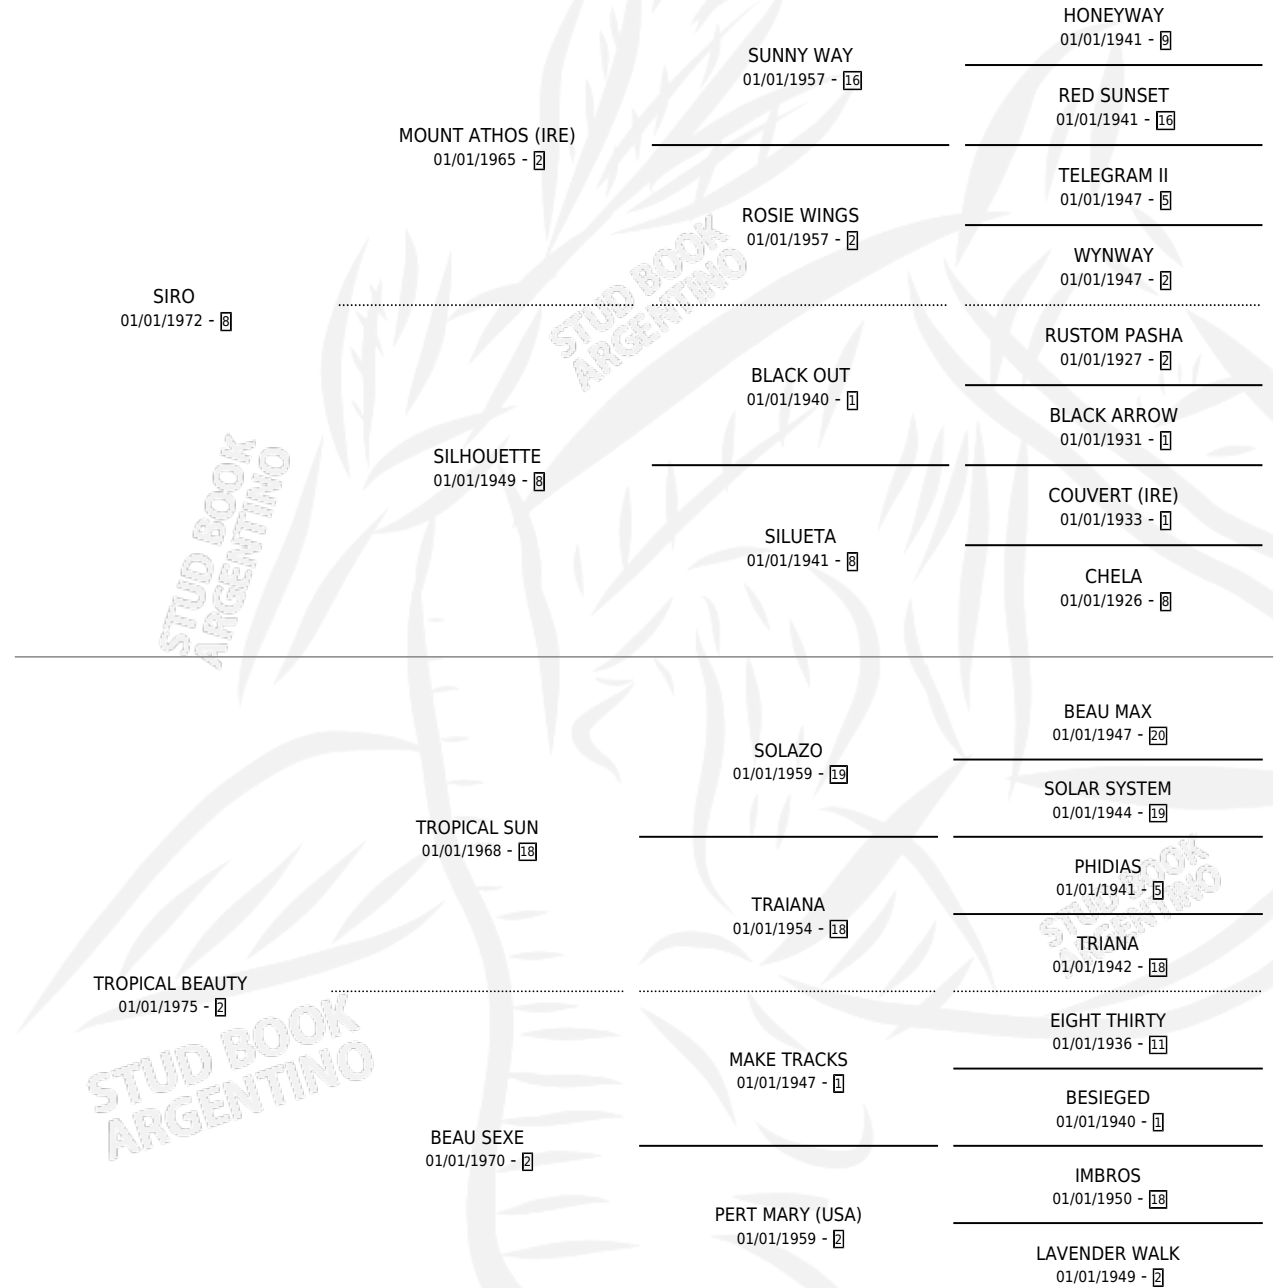 HONEYWAY
01/01/1941 - 9
SUNNY WAY
01/01/1957 - 16
RED SUNSET
01/01/1941 - 16
MOUNT ATHOS (IRE)
01/01/1965 - 2
TELEGRAM II
01/01/1947 - 5
ROSIE WINGS
01/01/1957 - 2
WYNWAY
01/01/1947 - 2
SIRO
01/01/1972 - 8
RUSTOM PASHA
01/01/1927 - 2
BLACK OUT
01/01/1940 - 1
BLACK ARROW
01/01/1931 - 1
SILHOUETTE
01/01/1949 - 8
COUVERT (IRE)
01/01/1933 - 1
SILUETA
01/01/1941 - 8
CHELA
01/01/1926 - 8
STUD BOOK
ARGENTINO
STUD BOOK
ARGENTINO
BEAU MAX
01/01/1947 - 20
SOLAZO
01/01/1959 - 19
SOLAR SYSTEM
01/01/1944 - 19
TROPICAL SUN
01/01/1968 - 18
PHIDIAS
01/01/1941 - 5
TRAIANA
01/01/1954 - 18
TRIANA
01/01/1942 - 18
STUD BOOK
ARGENTINO
TROPICAL BEAUTY
01/01/1975 - 2
EIGHT THIRTY
01/01/1936 - 11
MAKE TRACKS
01/01/1947 - 1
BESIEGED
01/01/1940 - 1
BEAU SEXE
01/01/1970 - 2
IMBROS
01/01/1950 - 18
PERT MARY (USA)
01/01/1959 - 2
LAVENDER WALK
01/01/1949 - 2
STUD BOOK
ARGENTINO